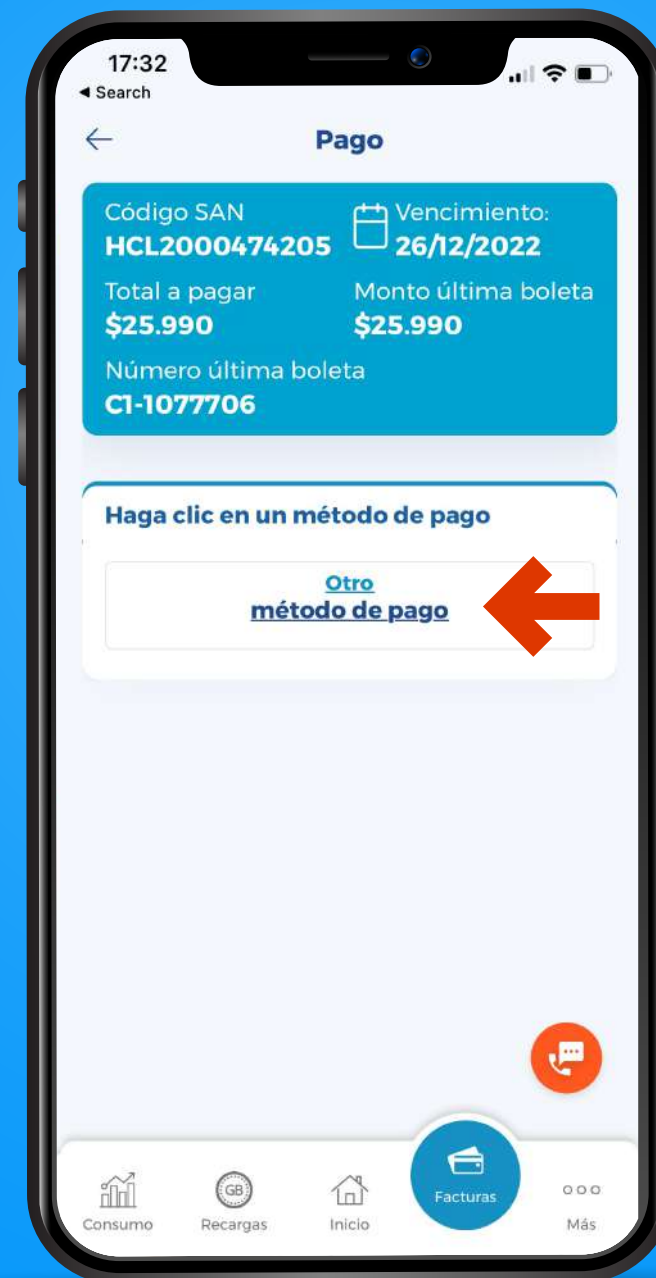 17:32
◀ Search
Pago
Código SAN
HCL2000474205
Vencimiento:
26/12/2022
Total a pagar
$25.990
Monto última boleta
$25.990
Número última boleta
C1-1077706
Haga clic en un método de pago
Otro
método de pago
GB
Consumo
Recargas
Inicio
Facturas
Más